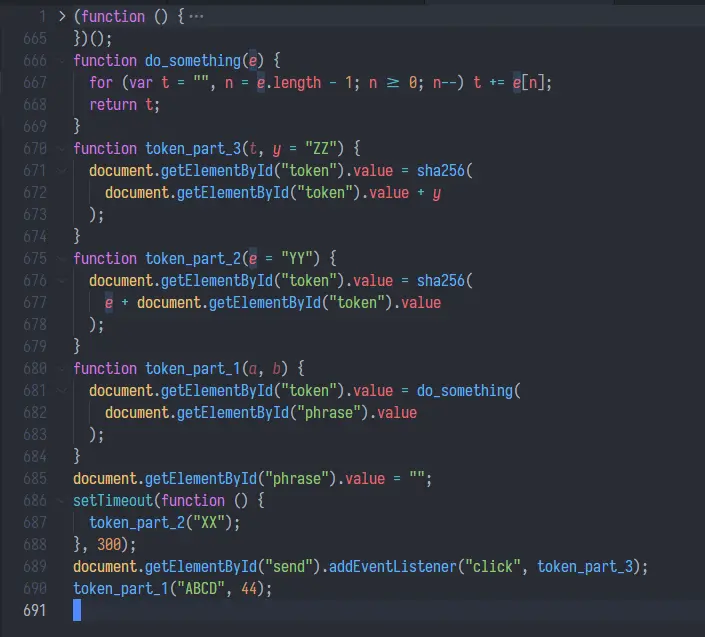 1 > (function () { ···
665 })();
666 function do_something(e) {
667 for (var t = "", n = e.length - 1; n ≥ 0; n--) t += e[n];
668 return t;
669 }
670 function token_part_3(t, y = "ZZ") {
671 document.getElementById("token").value = sha256(
672 document.getElementById("token").value + y
673 );
674 }
675 function token_part_2(e = "YY") {
676 document.getElementById("token").value = sha256(
677 e + document.getElementById("token").value
678 );
679 }
680 function token_part_1(a, b) {
681 document.getElementById("token").value = do_something(
682 document.getElementById("phrase").value
683 );
684 }
685 document.getElementById("phrase").value = "";
686 setTimeout(function () {
687 token_part_2("XX");
688 }, 300);
689 document.getElementById("send").addEventListener("click", token_part_3);
690 token_part_1("ABCD", 44);
691